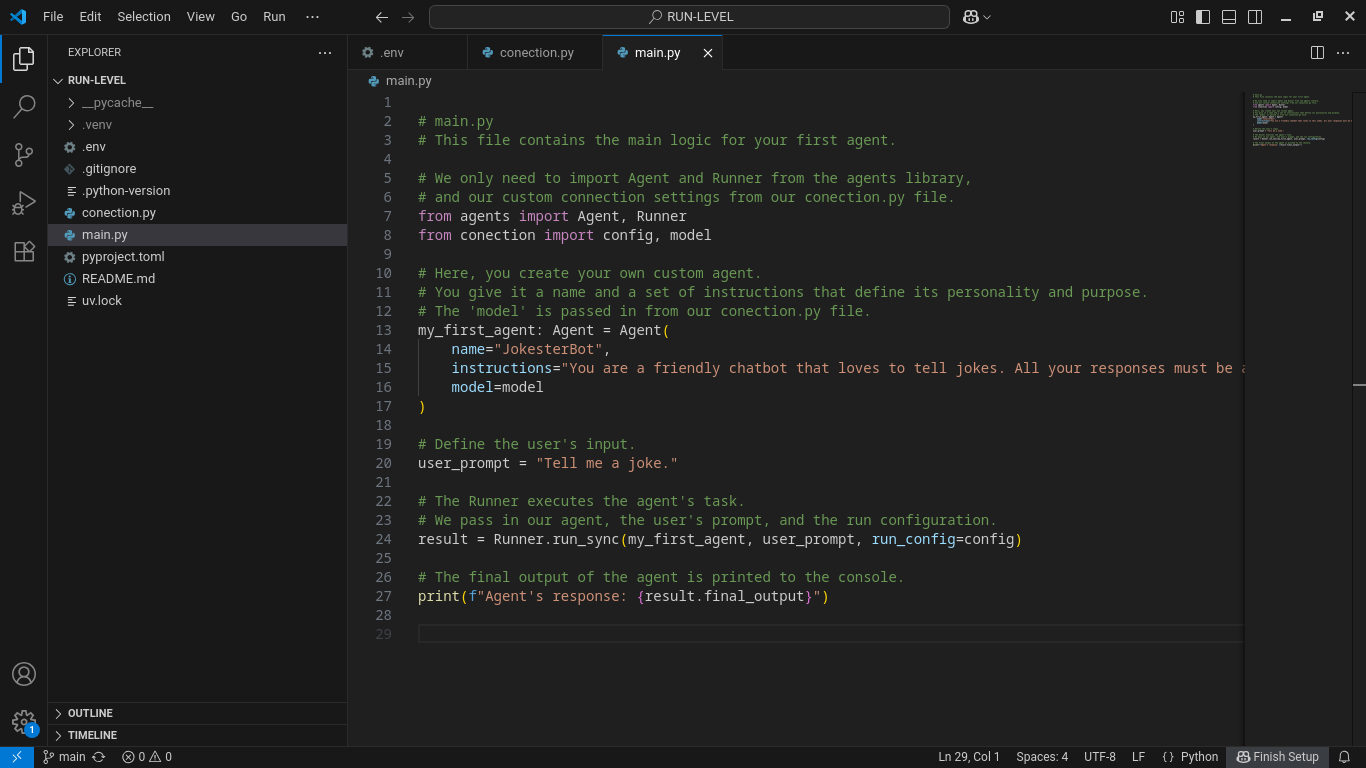 File Edit Selection View Go Run ···
RUN-LEVEL
EXPLORER ···
RUN-LEVEL
__pycache__
.venv
.env
.gitignore
.python-version
conection.py
main.py
pyproject.toml
README.md
uv.lock
OUTLINE
TIMELINE
1
.env conection.py main.py
main.py
1
2 # main.py
3 # This file contains the main logic for your first agent.
4
5 # We only need to import Agent and Runner from the agents library,
6 # and our custom connection settings from our conection.py file.
7 from agents import Agent, Runner
8 from conection import config, model
9
10 # Here, you create your own custom agent.
11 # You give it a name and a set of instructions that define its personality and purpose.
12 # The 'model' is passed in from our conection.py file.
13 my_first_agent: Agent = Agent(
14     name="JokesterBot",
15     instructions="You are a friendly chatbot that loves to tell jokes. All your responses must be
16     model=model
17 )
18
19 # Define the user's input.
20 user_prompt = "Tell me a joke."
21
22 # The Runner executes the agent's task.
23 # We pass in our agent, the user's prompt, and the run configuration.
24 result = Runner.run_sync(my_first_agent, user_prompt, run_config=config)
25
26 # The final output of the agent is printed to the console.
27 print(f"Agent's response: {result.final_output}")
28
29
main 0 0 Ln 29, Col 1 Spaces: 4 UTF-8 LF {} Python Finish Setup